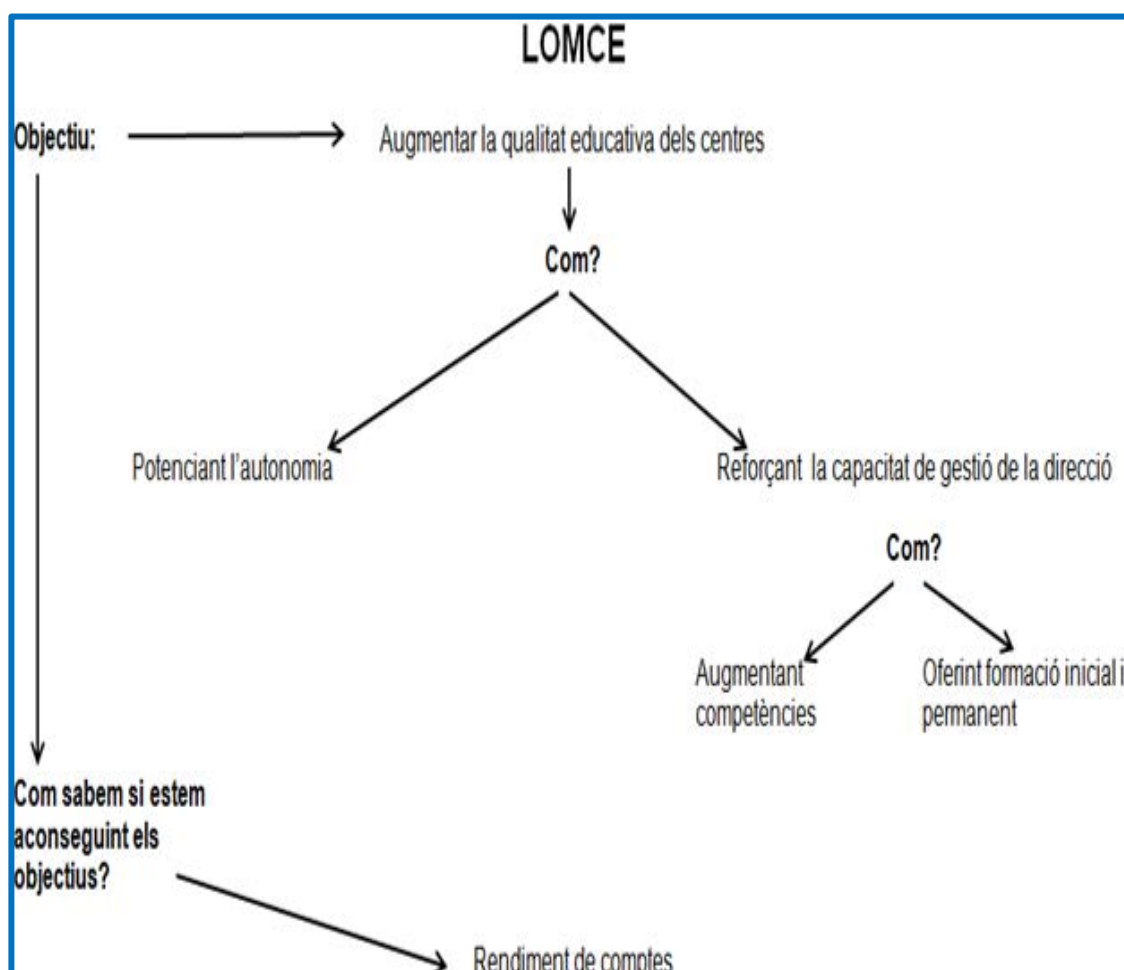 LOMCE
Objectiu:
Augmentar la qualitat educativa dels centres
Com?
Potenciant l'autonomia
Reforçant la capacitat de gestió de la direcció
Com?
Augmentant
competències
Oferint formació inicial i
permanent
Com sabem si estem
aconseguint els
objectius?
Rendiment de comptes